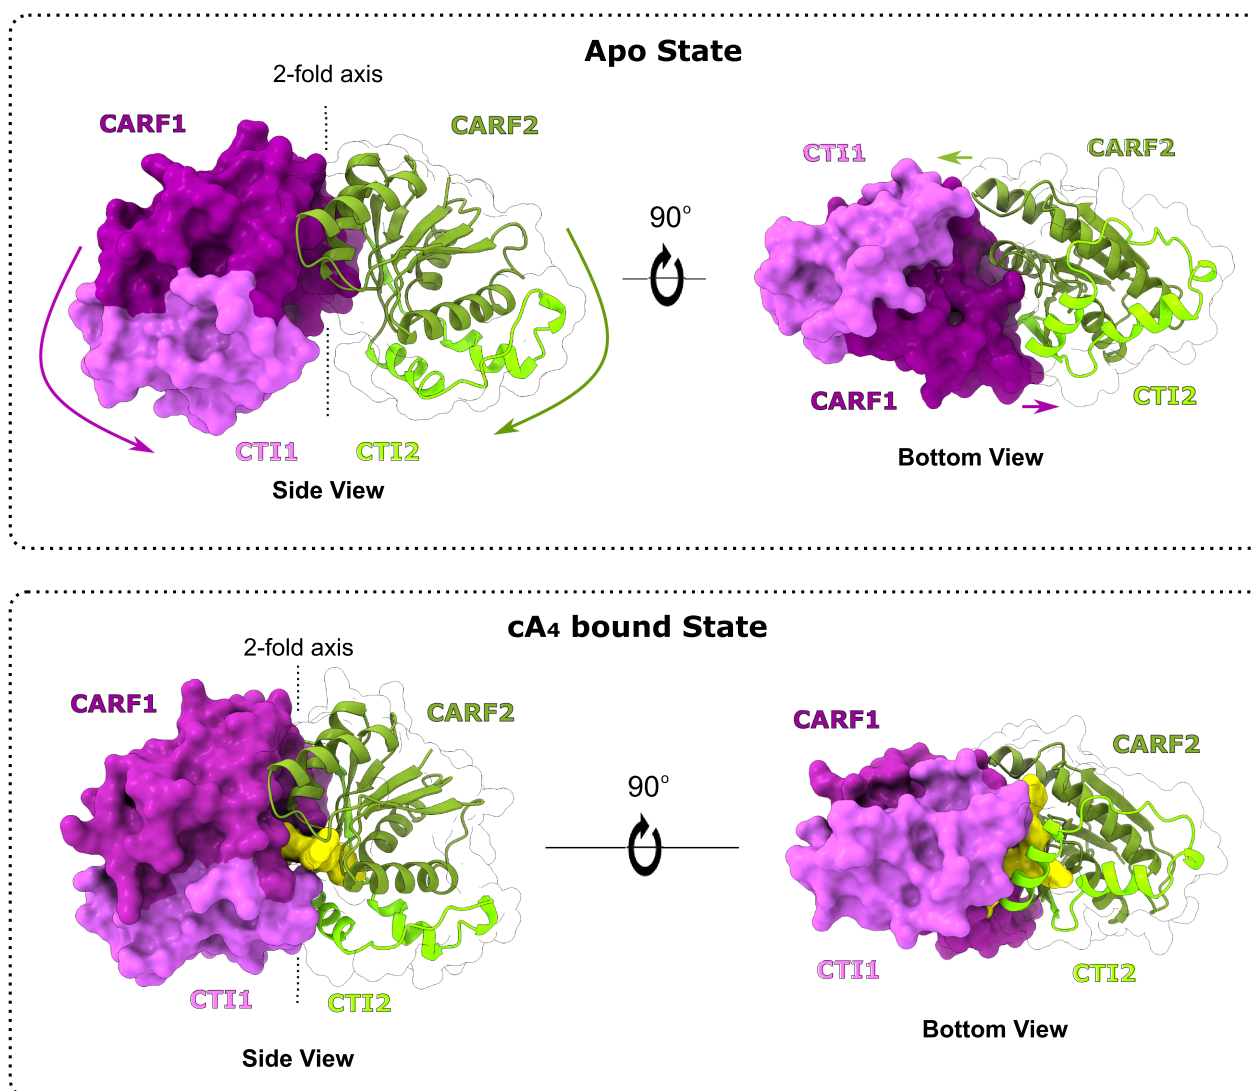 Apo State
2-fold axis
CARF1
CARF2
CTI1
CARF2
90°
CARF1
CTI2
CTI1
CTI2
Bottom View
Side View
cA₄ bound State
2-fold axis
CARF1
CARF2
CARF1
CARF2
90°
CTI1
CTI2
CTI1
CTI2
Bottom View
Side View